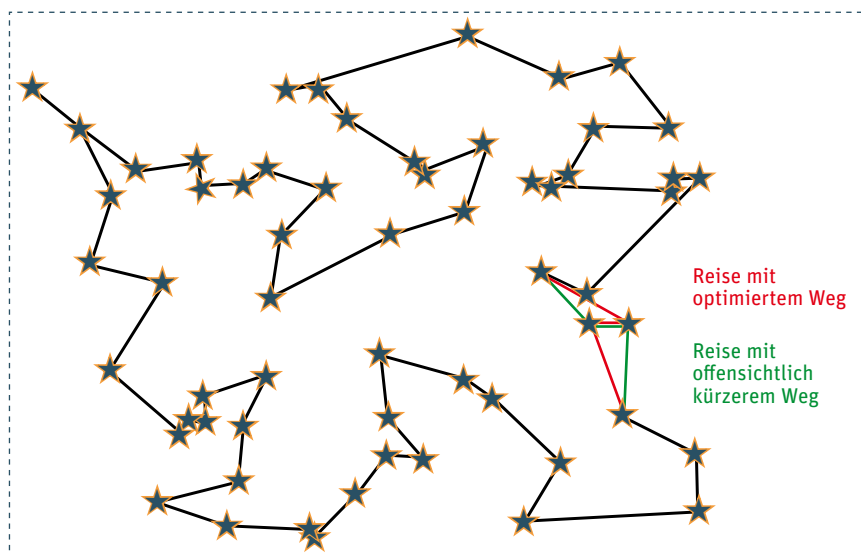 Reise mit
optimiertem Weg
Reise mit
offensichtlich
kürzerem Weg